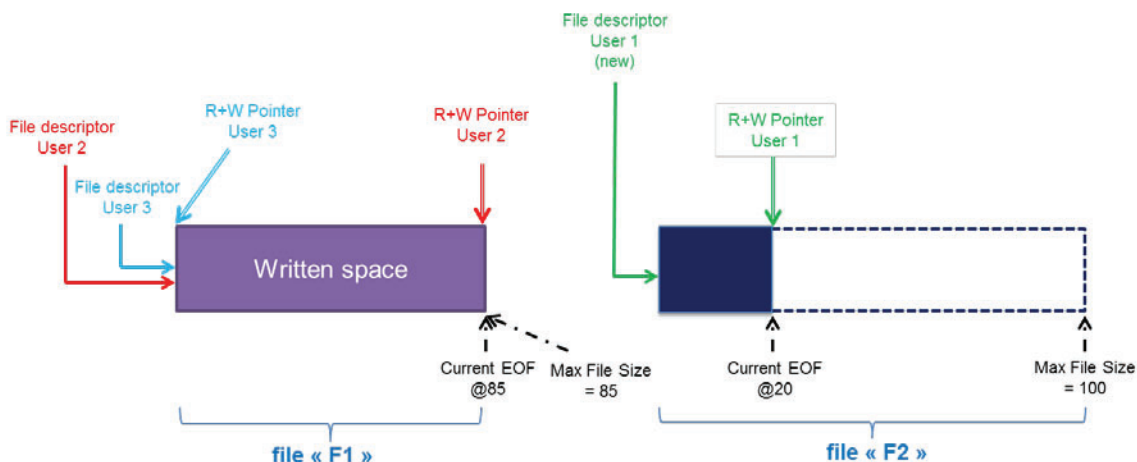 File descriptor
User 1
(new)
R+W Pointer
User 3
R+W Pointer
User 2
R+W Pointer
User 1
File descriptor
User 2
File descriptor
User 3
Written space
Current EOF
@85
Max File Size
= 85
Current EOF
@20
Max File Size
= 100
file « F1 »
file « F2 »